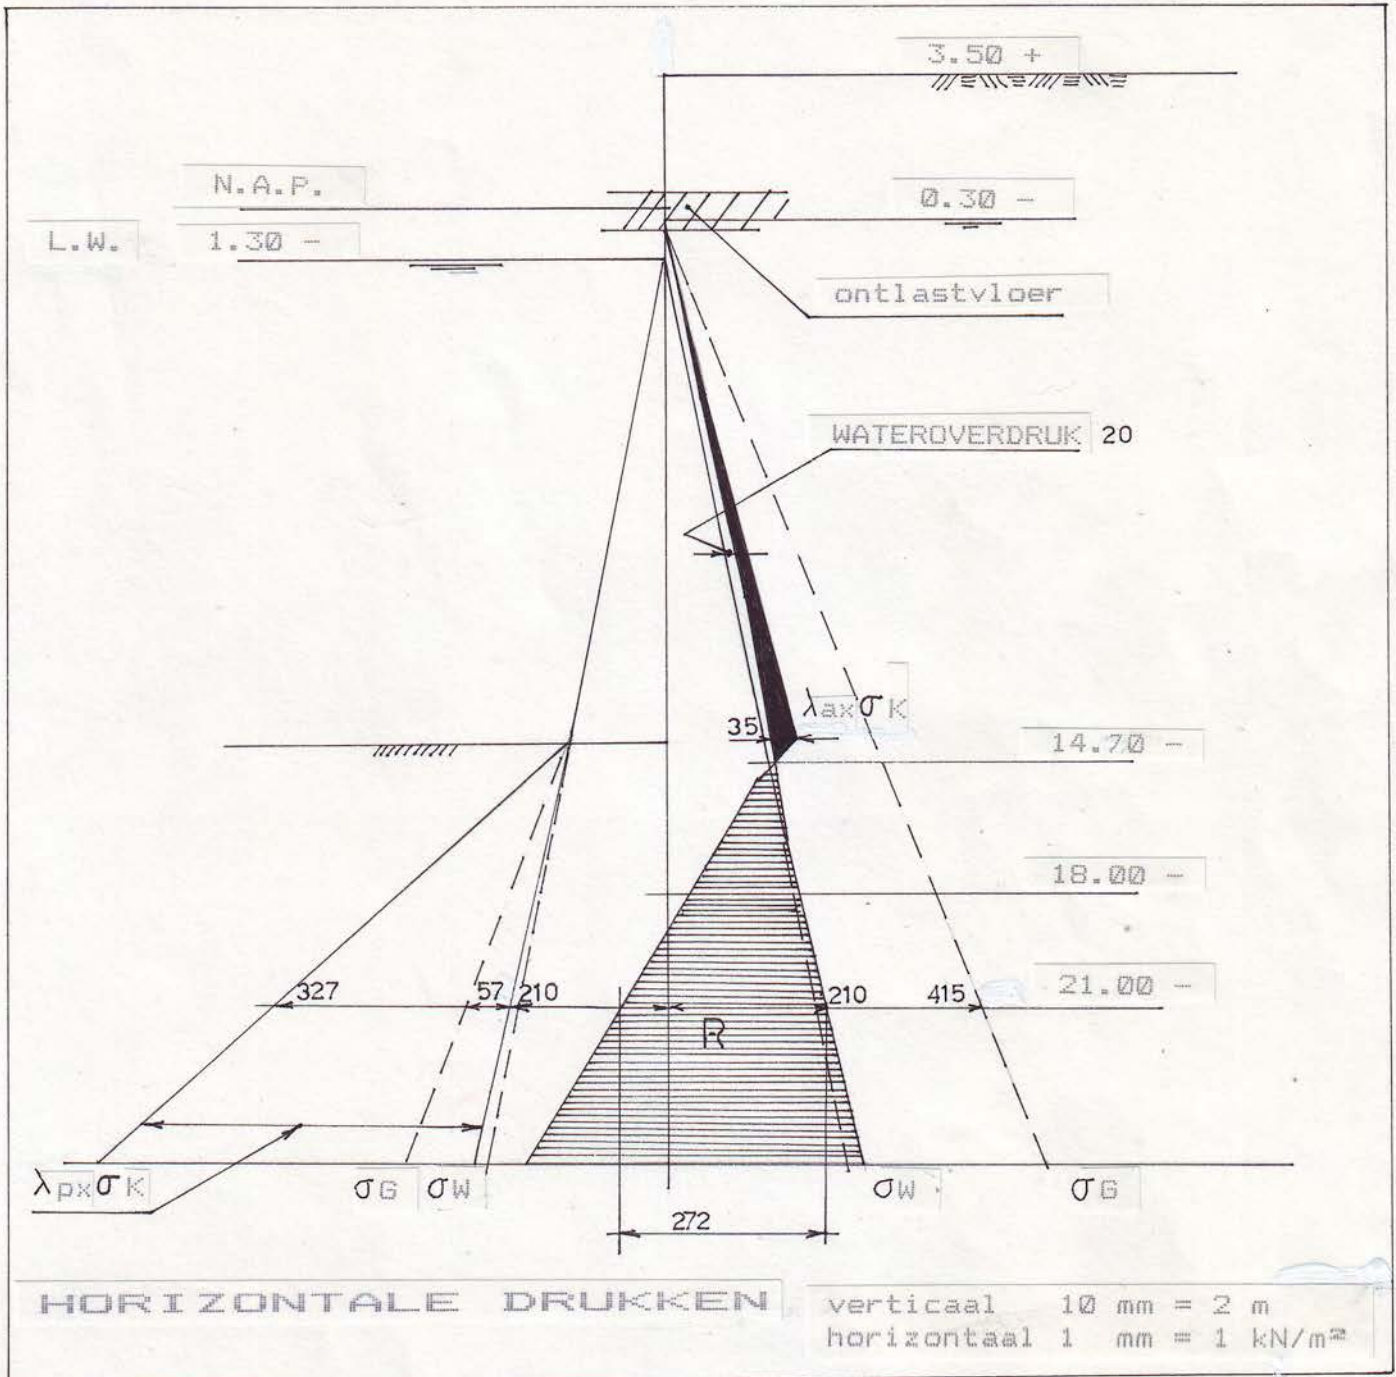 3.50 +
N.A.P.
0.30 -
L.W. 1.30 -
ontlastvloer
WATEROVERDRUK 20
λax σK
35
14.70 -
18.00 -
327 57 210 210 415 21.00 -
R
λpx σK σG σW σW σG
272
HORIZONTALE DRUKKEN
verticaal 10 mm = 2 m
horizontaal 1 mm = 1 kN/m²